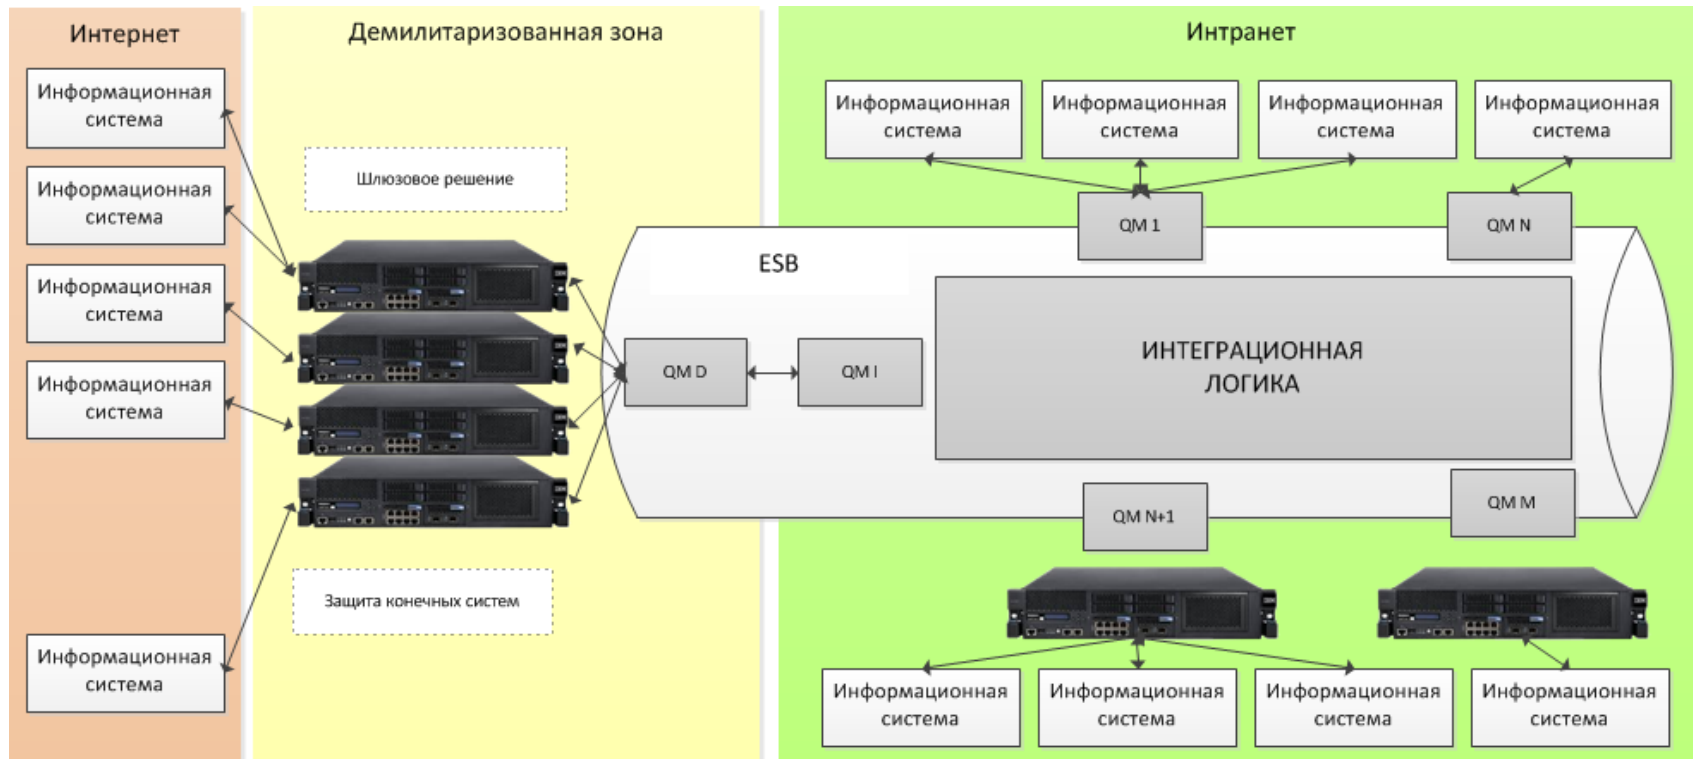 Интернет
Информационная
система
Информационная
система
Информационная
система
Информационная
система
Информационная
система
Демилитаризованная зона
Шлюзовое решение
Защита конечных систем
Интранет
Информационная
система
Информационная
система
Информационная
система
Информационная
система
QM 1
QM N
ESB
QM D
QM I
ИНТЕГРАЦИОННАЯ
ЛОГИКА
QM N+1
QM M
Информационная
система
Информационная
система
Информационная
система
Информационная
система